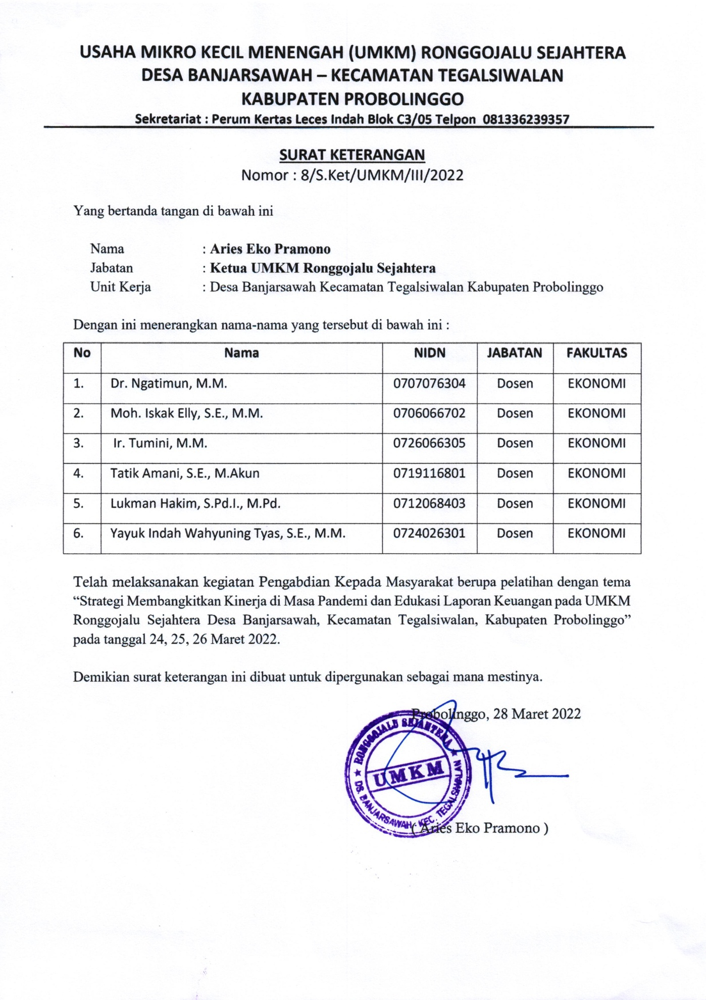 USAHA MIKRO KECIL MENENGAH (UMKM) RONGGOJALU SEJAHTERA
DESA BANJARSAWAH – KECAMATAN TEGALSIWALAN
KABUPATEN PROBOLINGGO
Sekretariat : Perum Kertas Leces Indah Blok C3/05 Telpon 081336239357
SURAT KETERANGAN
Nomor : 8/S.Ket/UMKM/III/2022
Yang bertanda tangan di bawah ini
Nama : Aries Eko Pramono
Jabatan : Ketua UMKM Ronggojalu Sejahtera
Unit Kerja : Desa Banjarsawah Kecamatan Tegalsiwalan Kabupaten Probolinggo
Dengan ini menerangkan nama-nama yang tersebut di bawah ini :
No Nama NIDN JABATAN FAKULTAS
1. Dr. Ngatimun, M.M. 0707076304 Dosen EKONOMI
2. Moh. Iskak Elly, S.E., M.M. 0706066702 Dosen EKONOMI
3. Ir. Tumini, M.M. 0726066305 Dosen EKONOMI
4. Tatik Amani, S.E., M.Akun 0719116801 Dosen EKONOMI
5. Lukman Hakim, S.Pd.I., M.Pd. 0712068403 Dosen EKONOMI
6. Yayuk Indah Wahyuning Tyas, S.E., M.M. 0724026301 Dosen EKONOMI
Telah melaksanakan kegiatan Pengabdian Kepada Masyarakat berupa pelatihan dengan tema
“Strategi Membangkitkan Kinerja di Masa Pandemi dan Edukasi Laporan Keuangan pada UMKM
Ronggojalu Sejahtera Desa Banjarsawah, Kecamatan Tegalsiwalan, Kabupaten Probolinggo”
pada tanggal 24, 25, 26 Maret 2022.
Demikian surat keterangan ini dibuat untuk dipergunakan sebagai mana mestinya.
Probolinggo, 28 Maret 2022
RONGGOJALU SEJAHTERA
UMKM
DS. BANJARSAWAH - KEC. TEGALSIWALAN
( Aries Eko Pramono )